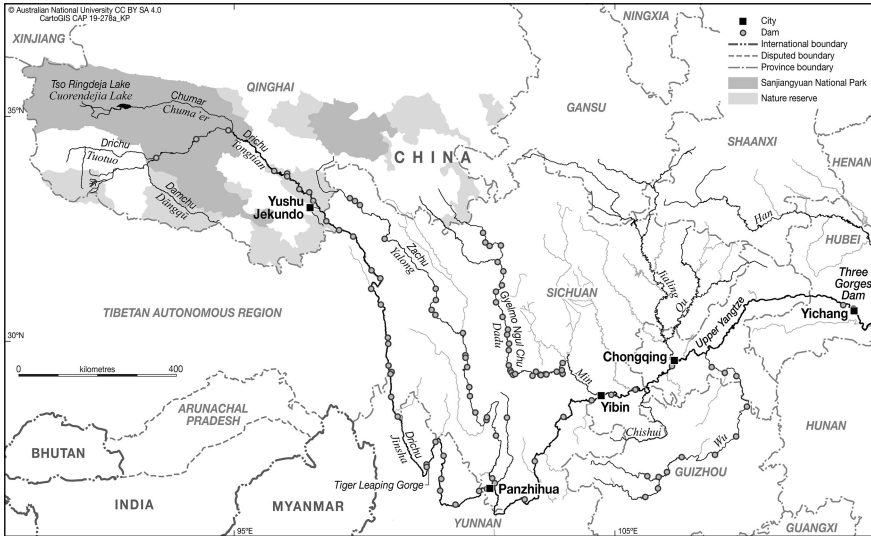 © Australian National University CC BY SA 4.0
CartoGIS CAP 19-278a_KP
XINJIANG
NINGXIA
City
Dam
International boundary
Disputed boundary
Province boundary
Sanjiangyuan National Park
Nature reserve
QINGHAI
Tso Ringdeja Lake
Cuorendejia Lake
Chumar
Chuma'er
35°N
GANSU
SHAANXI
HENAN
Drichu
Tuotuo
Drichu
Tongtian
CHINA
Damchu
Dāngqū
Yushu
Jekundo
Han
HUBEI
Zachu
Yalong
Gyelmo Ngul Chu
Dadu
SICHUAN
Jialing
Qu
Three
Gorges
Dam
Yichang
TIBETAN AUTONOMOUS REGION
30°N
Upper Yangtze
Chongqing
0
kilometres
400
Min
Yibin
ARUNACHAL
PRADESH
Drichu
Jinsha
Chishui
Wu
HUNAN
BHUTAN
Tiger Leaping Gorge
Panzhihua
GUIZHOU
INDIA
MYANMAR
YUNNAN
GUANGXI
95°E
105°E